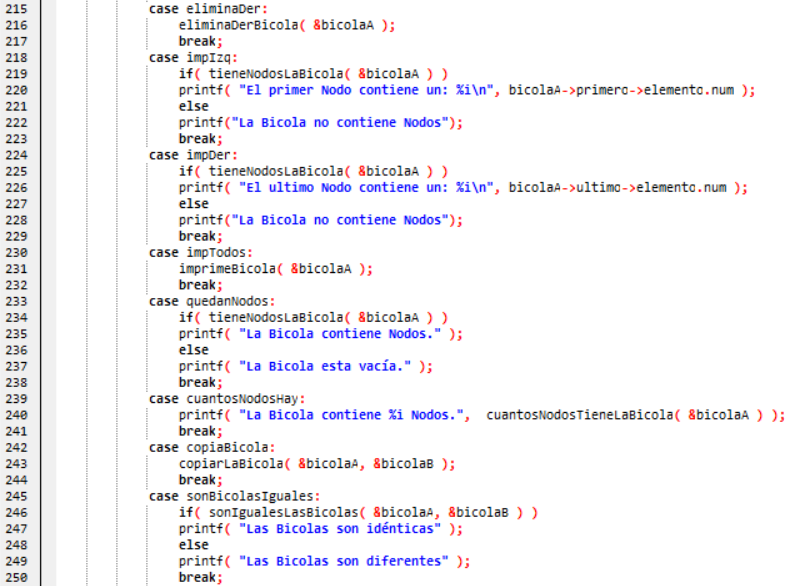 215 case eliminaDer:
216 eliminaDerBicola( &bicolaA );
217 break;
218 case impIzq:
219 if( tieneNodosLaBicola( &bicolaA ) )
220 printf( "El primer Nodo contiene un: %i\n", bicolaA->primero->elemento.num );
221 else
222 printf("La Bicola no contiene Nodos");
223 break;
224 case impDer:
225 if( tieneNodosLaBicola( &bicolaA ) )
226 printf( "El ultimo Nodo contiene un: %i\n", bicolaA->ultimo->elemento.num );
227 else
228 printf("La Bicola no contiene Nodos");
229 break;
230 case impTodos:
231 imprimeBicola( &bicolaA );
232 break;
233 case quedanNodos:
234 if( tieneNodosLaBicola( &bicolaA ) )
235 printf( "La Bicola contiene Nodos." );
236 else
237 printf( "La Bicola esta vacía." );
238 break;
239 case cuantosNodosHay:
240 printf( "La Bicola contiene %i Nodos.",  cuantosNodosTieneLaBicola( &bicolaA ) );
241 break;
242 case copiaBicola:
243 copiarLaBicola( &bicolaA, &bicolaB );
244 break;
245 case sonBicolasIguales:
246 if( sonIgualesLasBicolas( &bicolaA, &bicolaB ) )
247 printf( "Las Bicolas son idénticas" );
248 else
249 printf( "Las Bicolas son diferentes" );
250 break;